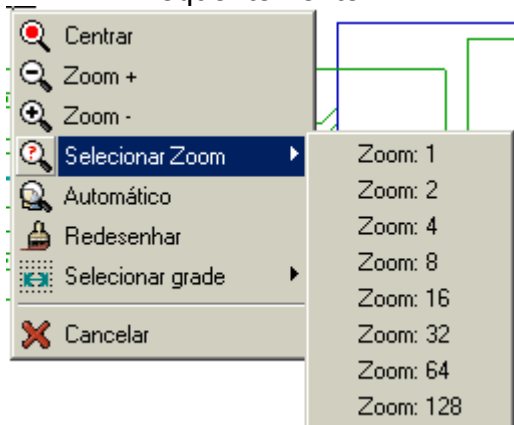 Centrar
Zoom +
Zoom -
Selecionar Zoom
Automático
Redesenhar
Selecionar grade
Cancelar
Zoom: 1
Zoom: 2
Zoom: 4
Zoom: 8
Zoom: 16
Zoom: 32
Zoom: 64
Zoom: 128